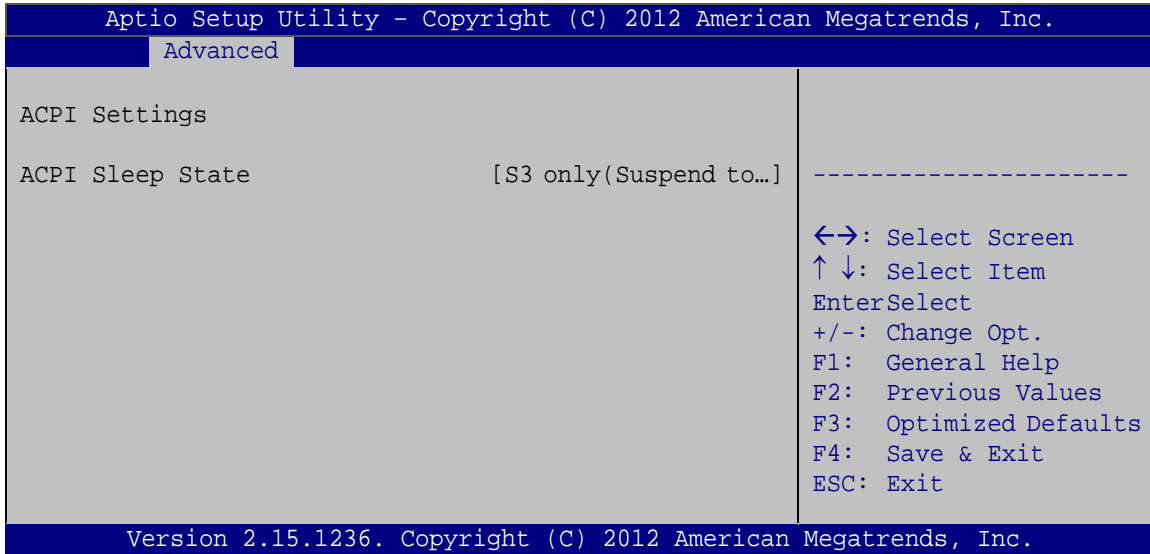 Aptio Setup Utility – Copyright (C) 2012 American Megatrends, Inc.
Advanced
ACPI Settings
ACPI Sleep State [S3 only(Suspend to…]
----------------------
←→: Select Screen
↑ ↓: Select Item
EnterSelect
+/-: Change Opt.
F1: General Help
F2: Previous Values
F3: Optimized Defaults
F4: Save & Exit
ESC: Exit
Version 2.15.1236. Copyright (C) 2012 American Megatrends, Inc.